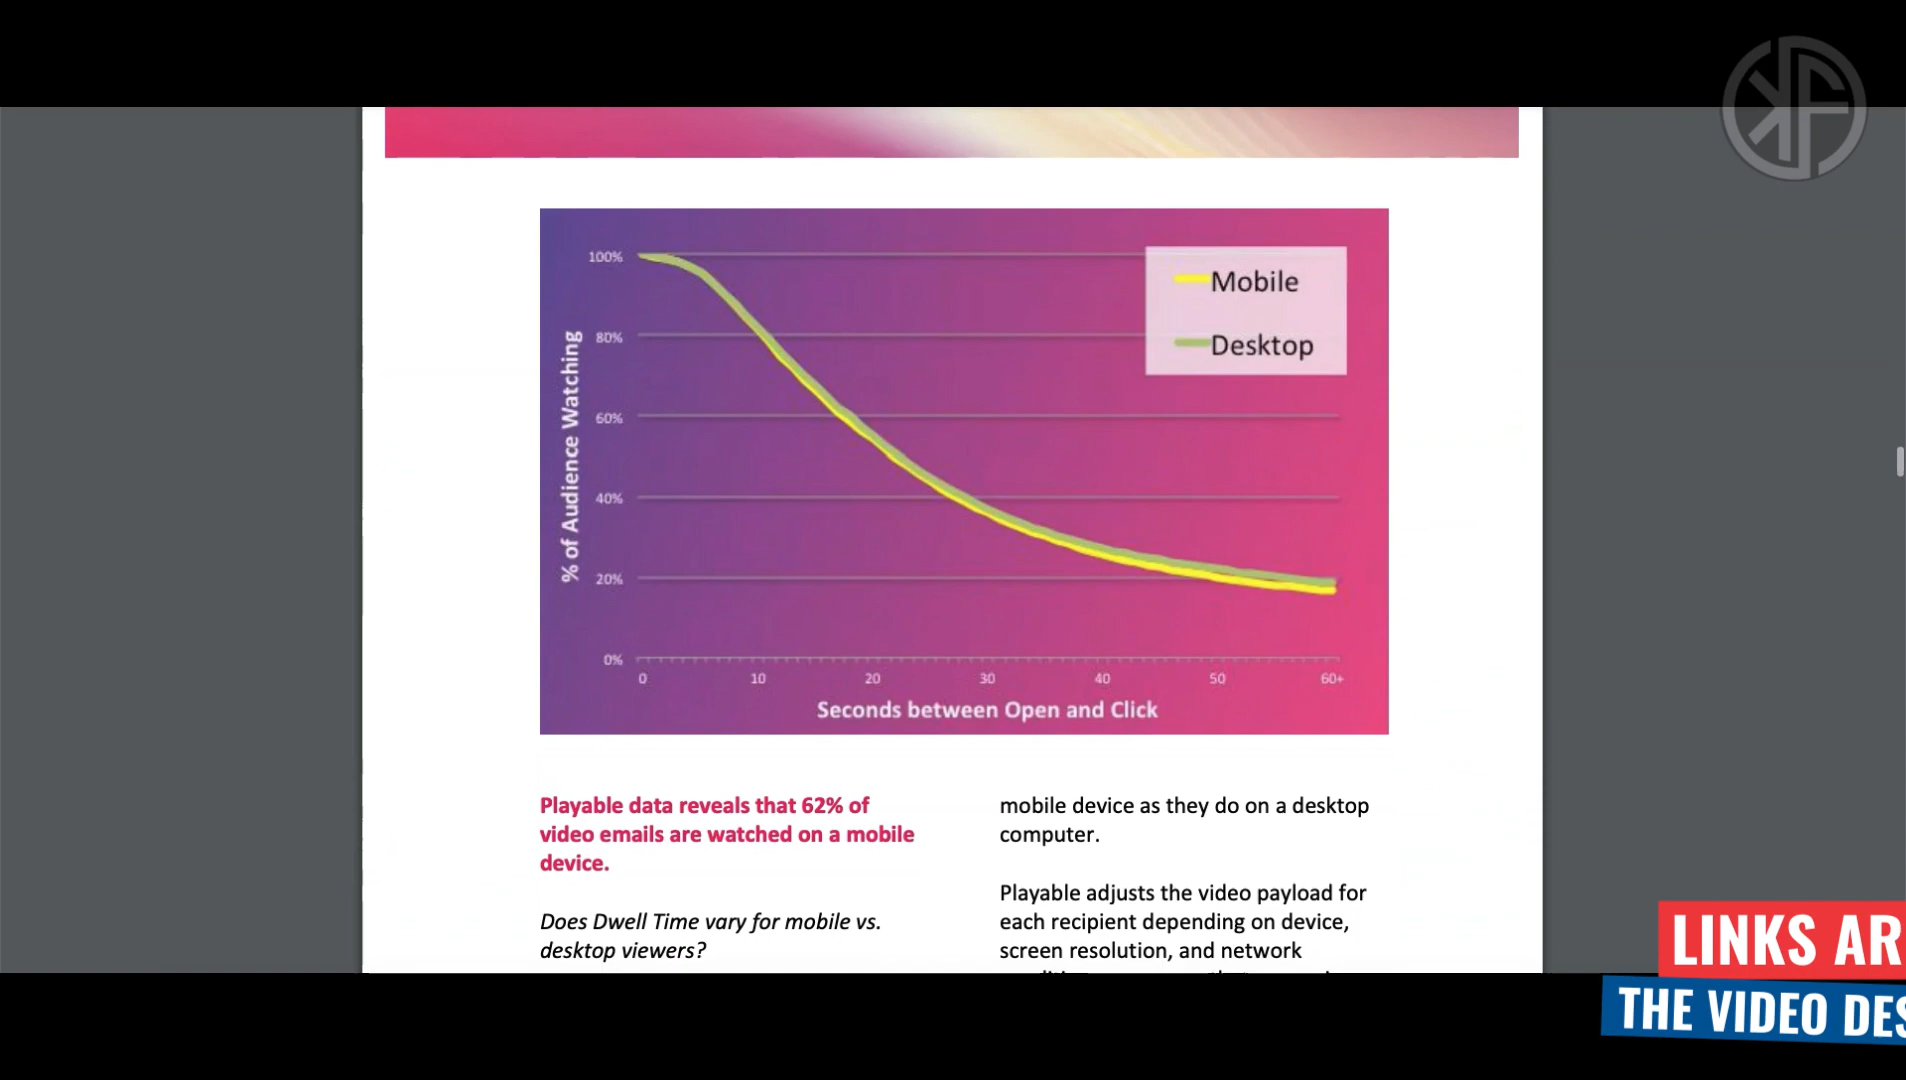 100%
80%
60%
40%
20%
0%
% of Audience Watching
Mobile
Desktop
0 10 20 30 40 50 60+
Seconds between Open and Click
Playable data reveals that 62% of
video emails are watched on a mobile
device.
Does Dwell Time vary for mobile vs.
desktop viewers?
mobile device as they do on a desktop
computer.
Playable adjusts the video payload for
each recipient depending on device,
screen resolution, and network
LINKS AR
THE VIDEO DES